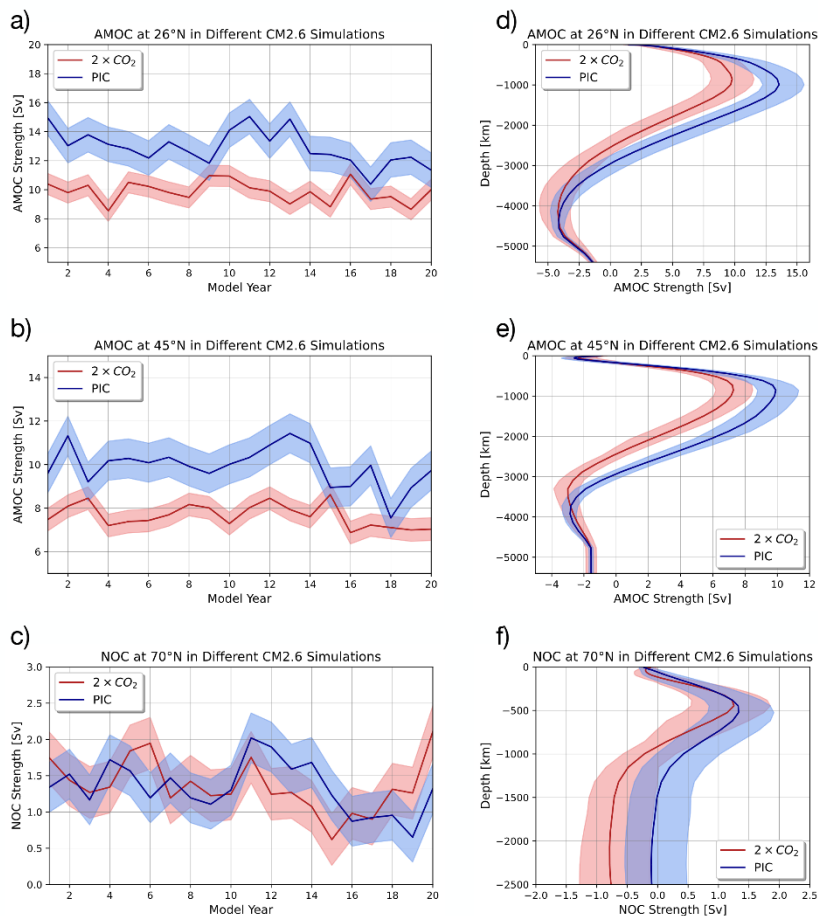 a)
AMOC at 26°N in Different CM2.6 Simulations
AMOC Strength [Sv]
20
18
16
14
12
10
8
6
2 × CO₂
PIC
2 4 6 8 10 12 14 16 18 20
Model Year
d)
AMOC at 26°N in Different CM2.6 Simulations
Depth [km]
0
−1000
−2000
−3000
−4000
−5000
2 × CO₂
PIC
−5.0 −2.5 0.0 2.5 5.0 7.5 10.0 12.5 15.0
AMOC Strength [Sv]
b)
AMOC at 45°N in Different CM2.6 Simulations
AMOC Strength [Sv]
14
12
10
8
6
2 × CO₂
PIC
2 4 6 8 10 12 14 16 18 20
Model Year
e)
AMOC at 45°N in Different CM2.6 Simulations
Depth [km]
0
−1000
−2000
−3000
−4000
−5000
2 × CO₂
PIC
−4 −2 0 2 4 6 8 10 12
AMOC Strength [Sv]
c)
NOC at 70°N in Different CM2.6 Simulations
NOC Strength [Sv]
3.0
2.5
2.0
1.5
1.0
0.5
0.0
2 × CO₂
PIC
2 4 6 8 10 12 14 16 18 20
Model Year
f)
NOC at 70°N in Different CM2.6 Simulations
Depth [km]
0
−500
−1000
−1500
−2000
−2500
2 × CO₂
PIC
−2.0 −1.5 −1.0 −0.5 0.0 0.5 1.0 1.5 2.0 2.5
NOC Strength [Sv]